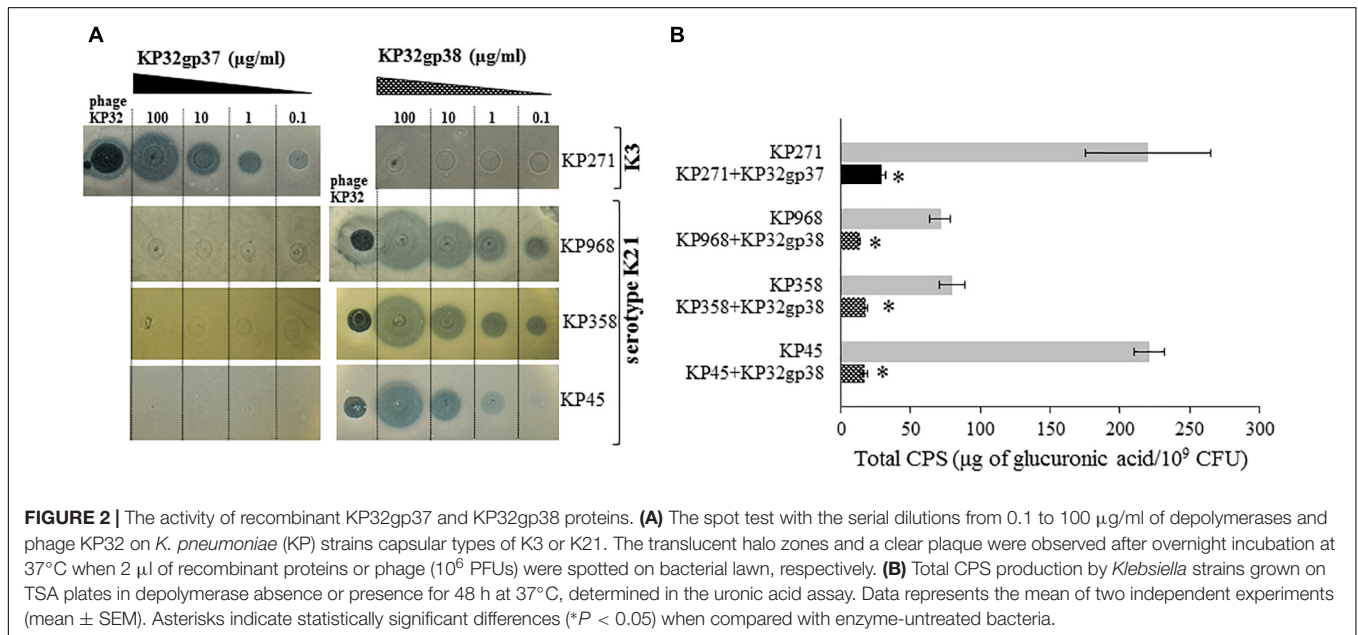 A
KP32gp37 (µg/ml)
KP32gp38 (µg/ml)
phage
KP32
100 10 1 0.1
100 10 1 0.1
KP271
K3
phage
KP32
KP968
KP358
KP45
serotype K21
B
KP271
KP271+KP32gp37 *
KP968
KP968+KP32gp38 *
KP358
KP358+KP32gp38 *
KP45
KP45+KP32gp38 *
0 50 100 150 200 250 300
Total CPS (µg of glucuronic acid/10⁹ CFU)
FIGURE 2 | The activity of recombinant KP32gp37 and KP32gp38 proteins. (A) The spot test with the serial dilutions from 0.1 to 100 µg/ml of depolymerases and
phage KP32 on K. pneumoniae (KP) strains capsular types of K3 or K21. The translucent halo zones and a clear plaque were observed after overnight incubation at
37°C when 2 µl of recombinant proteins or phage (10⁶ PFUs) were spotted on bacterial lawn, respectively. (B) Total CPS production by Klebsiella strains grown on
TSA plates in depolymerase absence or presence for 48 h at 37°C, determined in the uronic acid assay. Data represents the mean of two independent experiments
(mean ± SEM). Asterisks indicate statistically significant differences (*P < 0.05) when compared with enzyme-untreated bacteria.